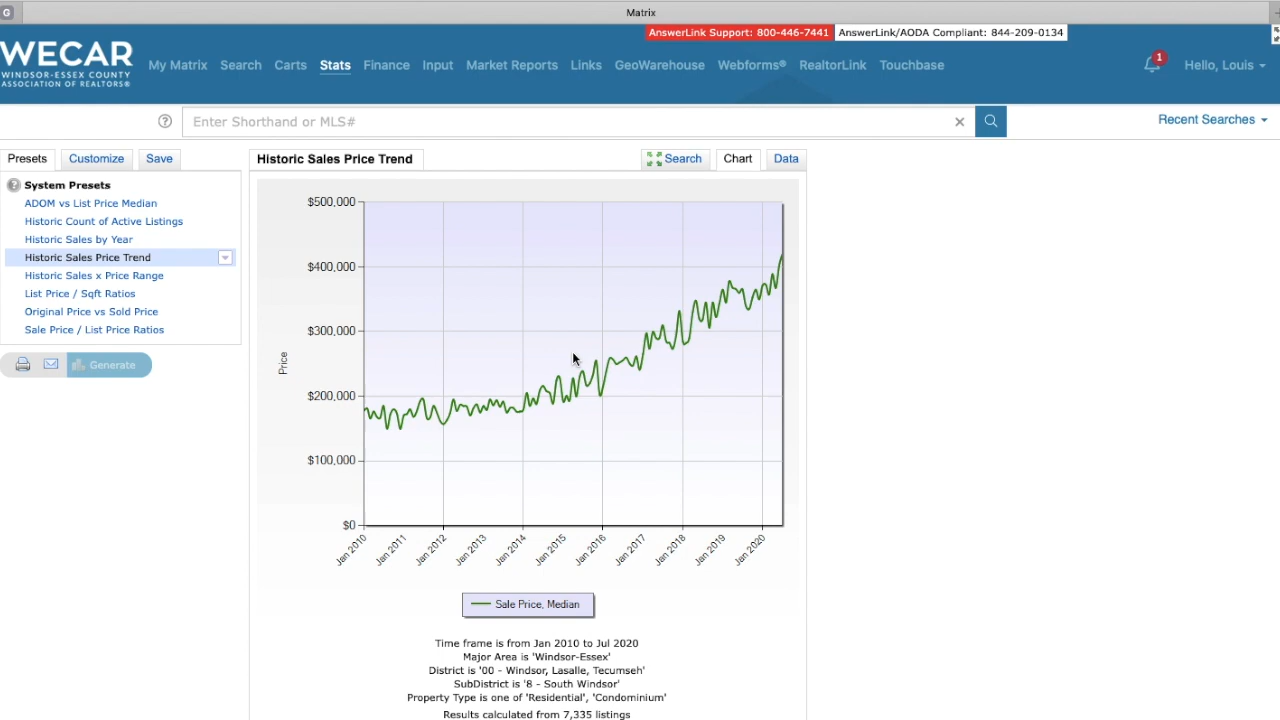 G
Matrix
AnswerLink Support: 800-446-7441 AnswerLink/AODA Compliant: 844-209-0134
WECAR
WINDSOR-ESSEX COUNTY
ASSOCIATION OF REALTORS®
My Matrix Search Carts Stats Finance Input Market Reports Links GeoWarehouse Webforms® RealtorLink Touchbase
1
Hello, Louis
? Enter Shorthand or MLS#
Recent Searches
Presets Customize Save
Historic Sales Price Trend Search Chart Data
? System Presets
ADOM vs List Price Median
Historic Count of Active Listings
Historic Sales by Year
Historic Sales Price Trend
Historic Sales x Price Range
List Price / Sqft Ratios
Original Price vs Sold Price
Sale Price / List Price Ratios
Generate
$500,000
$400,000
$300,000
$200,000
$100,000
$0
Price
Jan 2010 Jan 2011 Jan 2012 Jan 2013 Jan 2014 Jan 2015 Jan 2016 Jan 2017 Jan 2018 Jan 2019 Jan 2020
Sale Price, Median
Time frame is from Jan 2010 to Jul 2020
Major Area is 'Windsor-Essex'
District is '00 - Windsor, Lasalle, Tecumseh'
SubDistrict is '8 - South Windsor'
Property Type is one of 'Residential', 'Condominium'
Results calculated from 7,335 listings